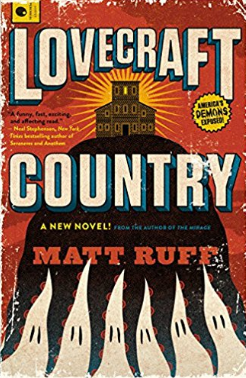 LOVECRAFT
"A funny, fast, exciting,
and affecting read."
— Neal Stephenson, New York
Times bestselling author of
Seveneves and Anathem
AMERICA'S
DEMONS
EXPOSED!
COUNTRY
A NEW NOVEL! FROM THE AUTHOR OF THE MIRAGE
MATT RUFF